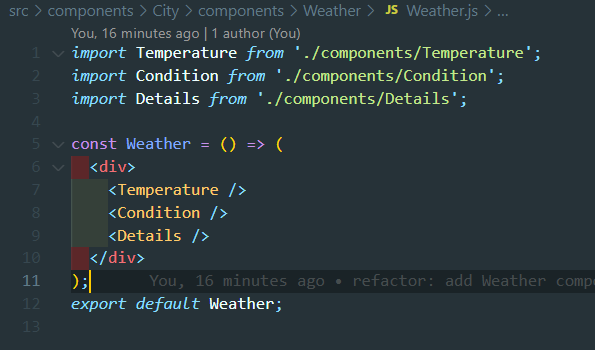 src > components > City > components > Weather > JS Weather.js > ...
You, 16 minutes ago | 1 author (You)
1 import Temperature from './components/Temperature';
2 import Condition from './components/Condition';
3 import Details from './components/Details';
4
5 const Weather = () => (
6 <div>
7 <Temperature />
8 <Condition />
9 <Details />
10 </div>
11 ); You, 16 minutes ago • refactor: add Weather compo
12 export default Weather;
13